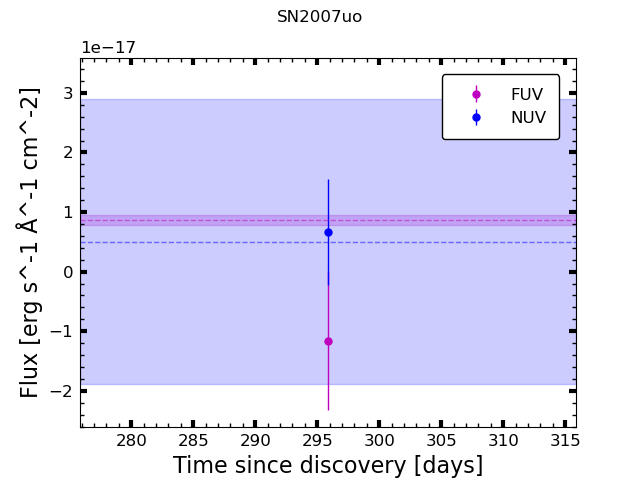 SN2007uo
1e−17
3
2
1
0
−1
−2
FUV
NUV
280
285
290
295
300
305
310
315
Time since discovery [days]
Flux [erg s^-1 Å^-1 cm^-2]